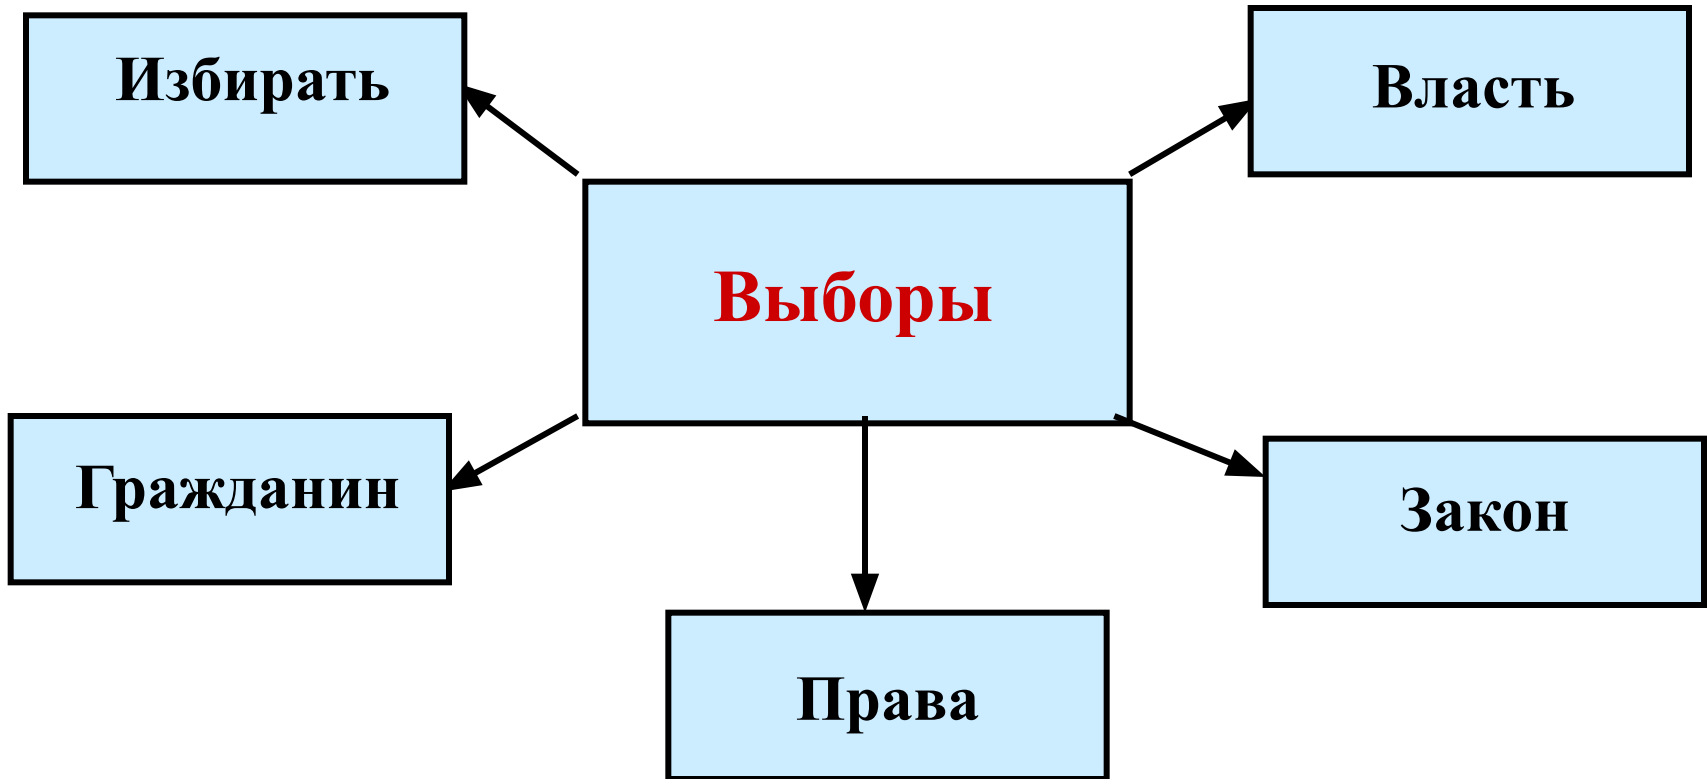 Избирать
Власть
Выборы
Гражданин
Закон
Права